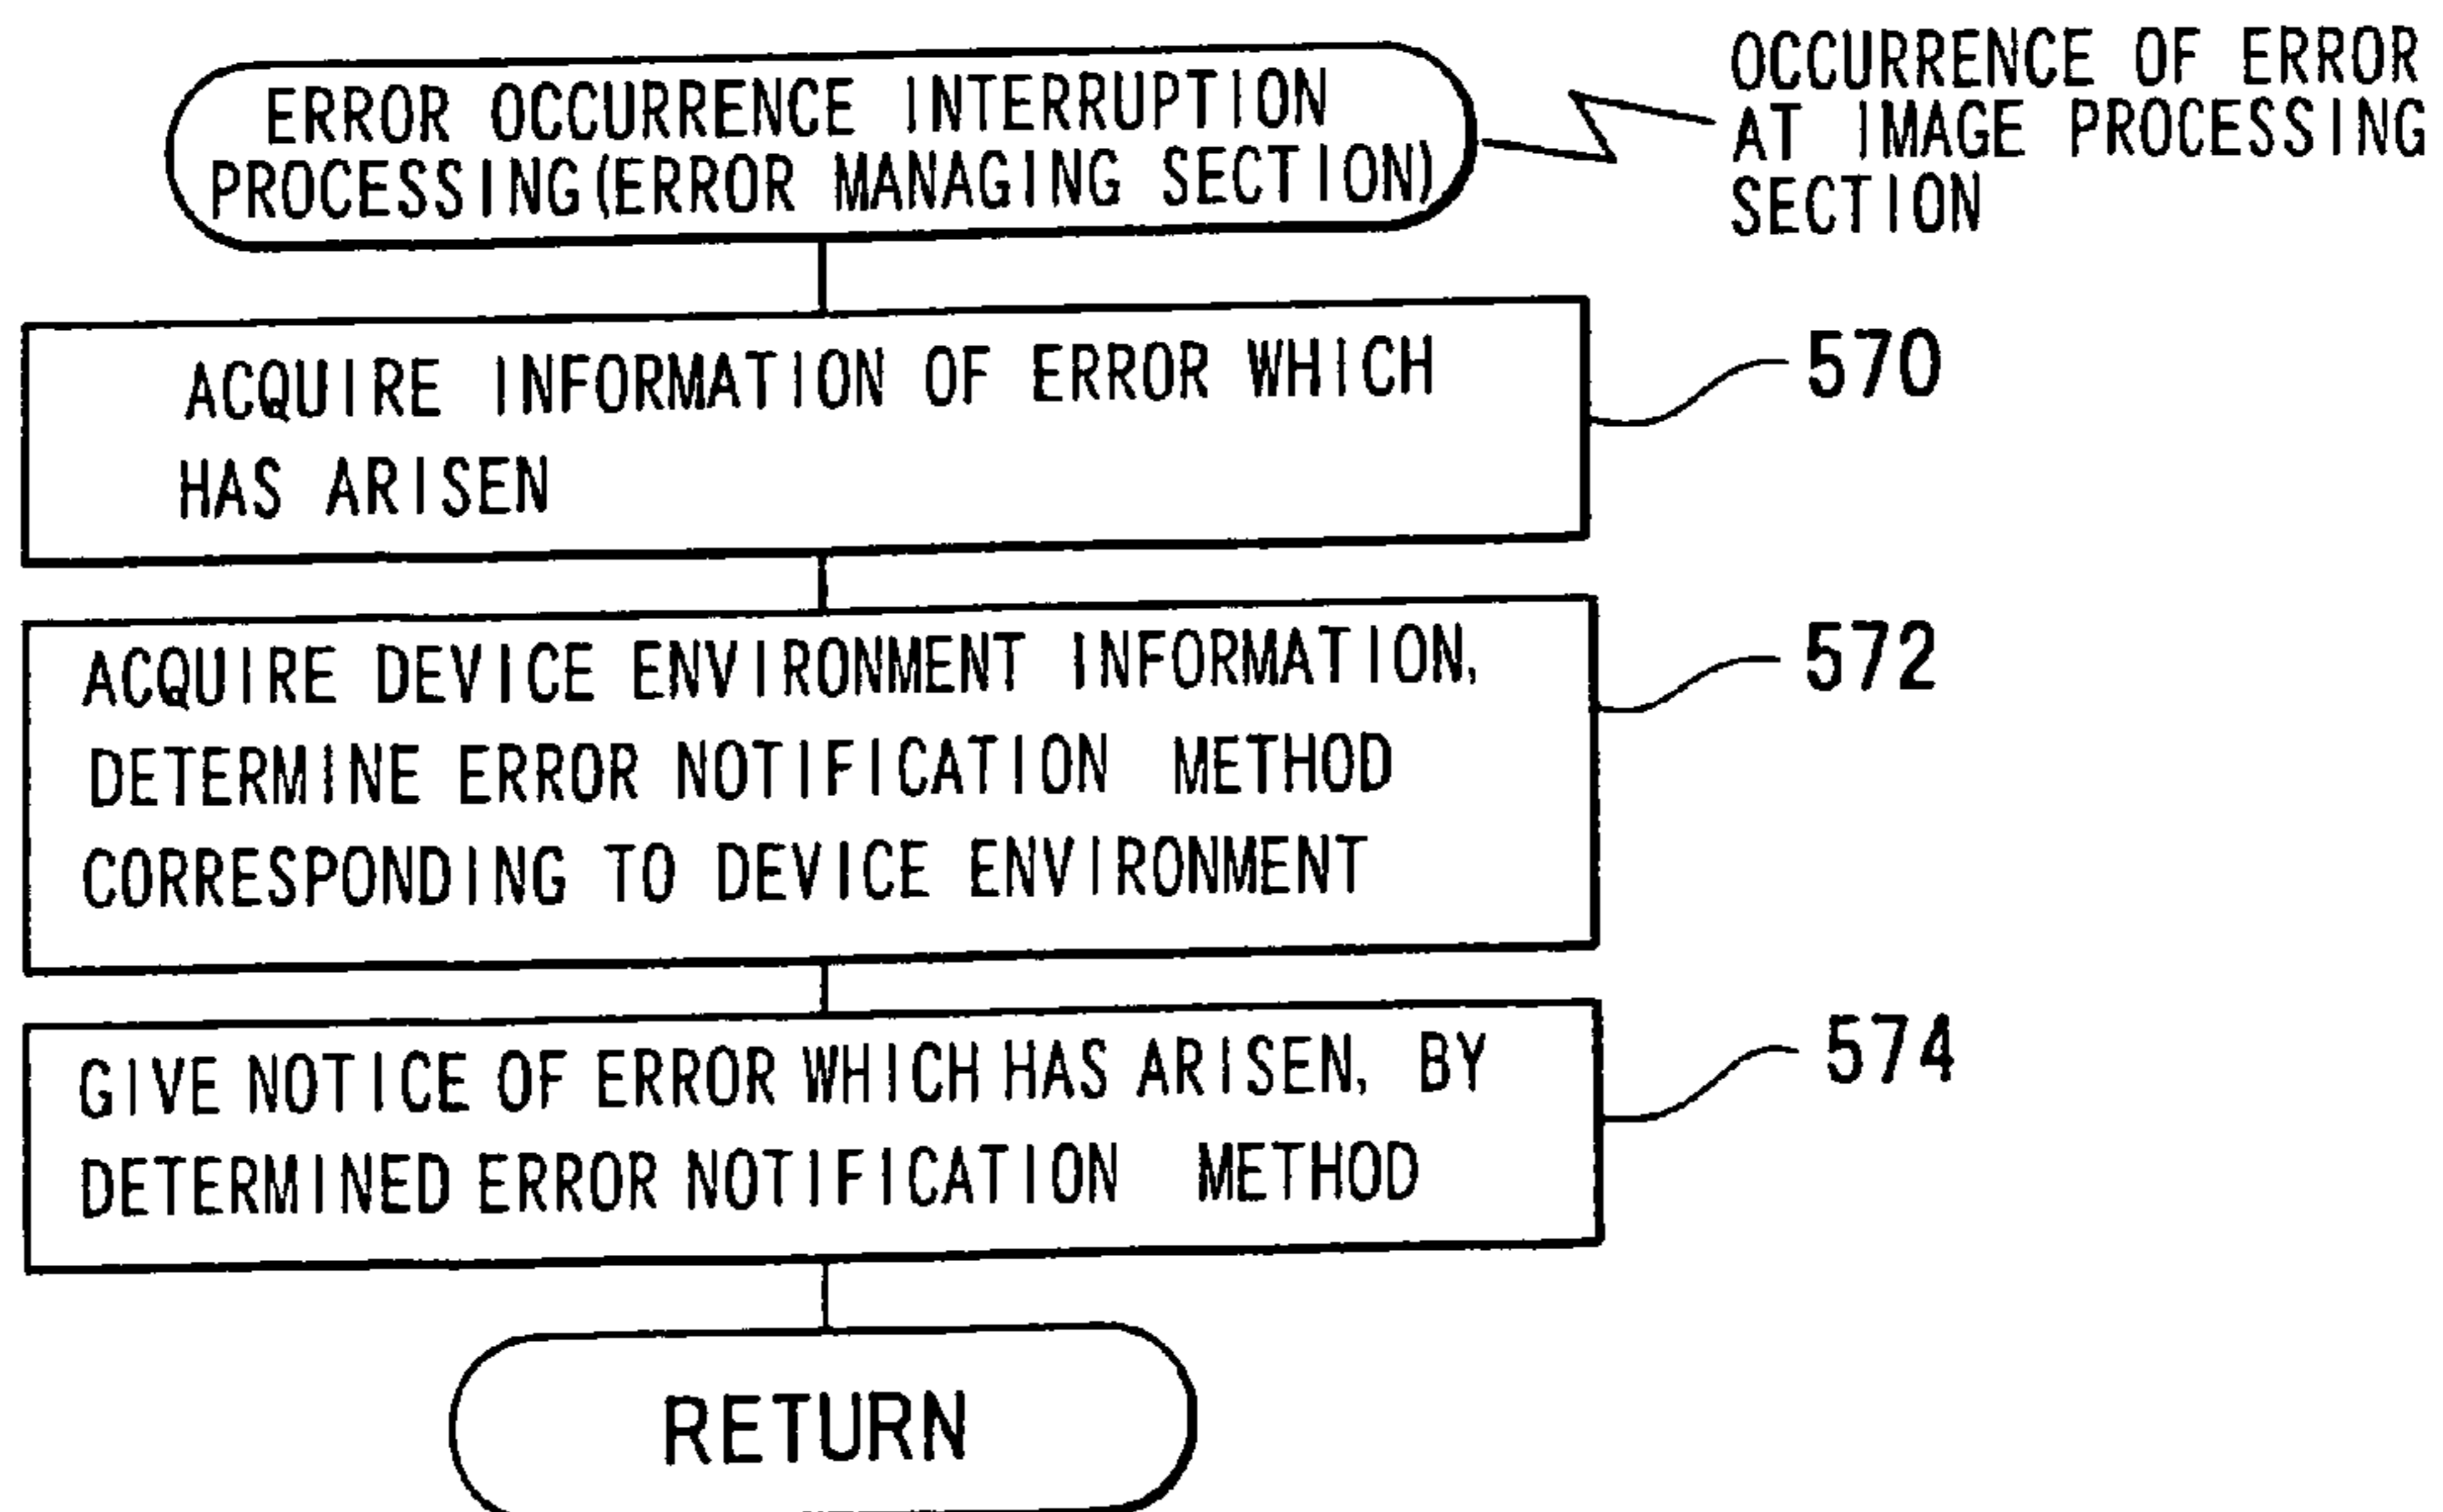 ERROR OCCURRENCE INTERRUPTION
PROCESSING(ERROR MANAGING SECTION)
OCCURRENCE OF ERROR
AT IMAGE PROCESSING
SECTION
ACQUIRE INFORMATION OF ERROR WHICH
HAS ARISEN
570
ACQUIRE DEVICE ENVIRONMENT INFORMATION,
DETERMINE ERROR NOTIFICATION METHOD
CORRESPONDING TO DEVICE ENVIRONMENT
572
GIVE NOTICE OF ERROR WHICH HAS ARISEN, BY
DETERMINED ERROR NOTIFICATION METHOD
574
RETURN